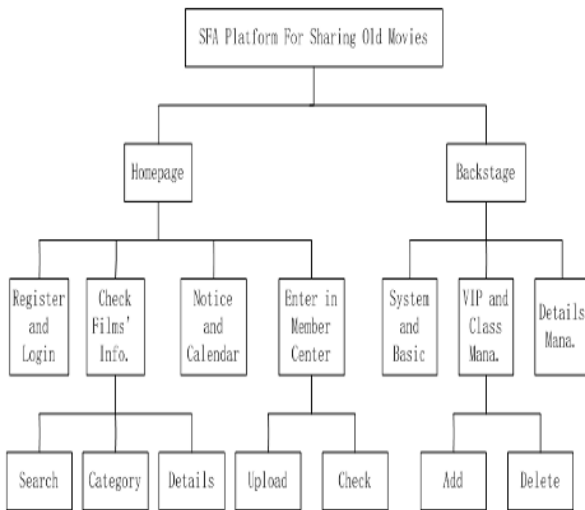 SFA Platform For Sharing Old Movies
Homepage
Backstage
Register
and
Login
Check
Films'
Info.
Notice
and
Calendar
Enter in
Member
Center
System
and
Basic
VIP and
Class
Mana.
Details
Mana.
Search
Category
Details
Upload
Check
Add
Delete